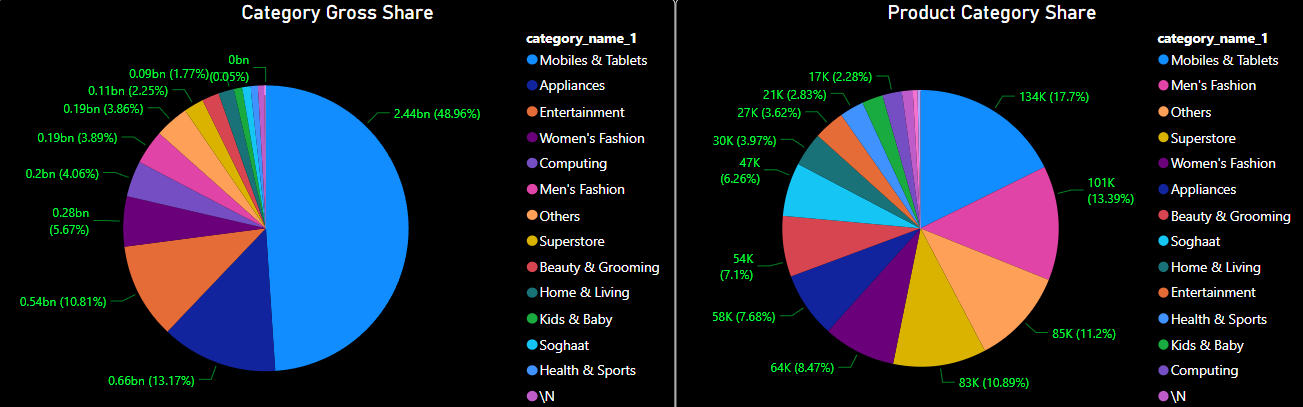 Category Gross Share
0bn
(0.05%)
0.09bn (1.77%)
0.11bn (2.25%)
0.19bn (3.86%)
0.19bn (3.89%)
0.2bn (4.06%)
0.28bn
(5.67%)
0.54bn (10.81%)
0.66bn (13.17%)
2.44bn (48.96%)
category_name_1
Mobiles & Tablets
Appliances
Entertainment
Women's Fashion
Computing
Men's Fashion
Others
Superstore
Beauty & Grooming
Home & Living
Kids & Baby
Soghaat
Health & Sports
\N
Product Category Share
17K (2.28%)
21K (2.83%)
27K (3.62%)
30K (3.97%)
47K
(6.26%)
54K
(7.1%)
58K (7.68%)
64K (8.47%)
83K (10.89%)
85K (11.2%)
101K
(13.39%)
134K (17.7%)
category_name_1
Mobiles & Tablets
Men's Fashion
Others
Superstore
Women's Fashion
Appliances
Beauty & Grooming
Soghaat
Home & Living
Entertainment
Health & Sports
Kids & Baby
Computing
\N